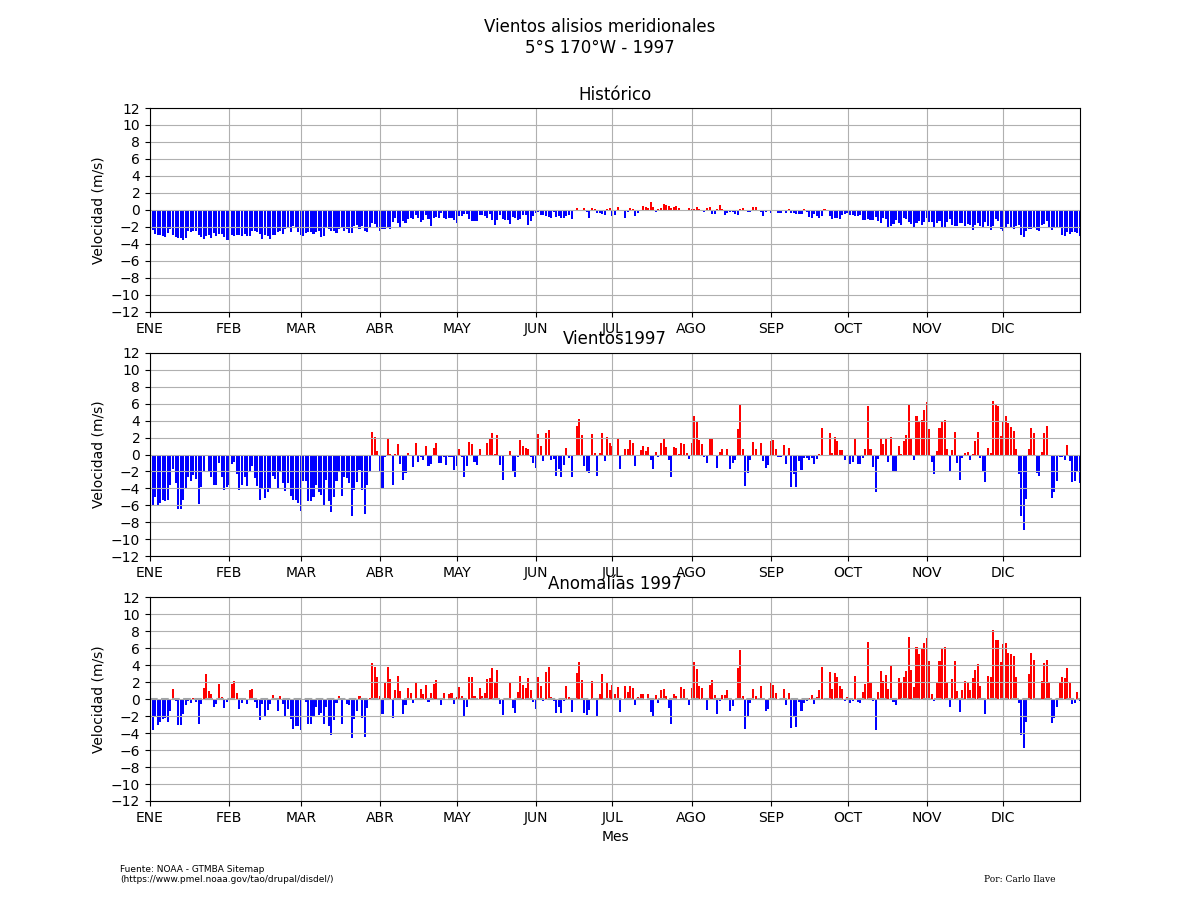 Vientos alisios meridionales
5°S 170°W - 1997
Histórico
12
10
8
6
4
2
0
−2
−4
−6
−8
−10
−12
Velocidad (m/s)
ENE FEB MAR ABR MAY JUN JUL AGO SEP OCT NOV DIC
Vientos1997
12
10
8
6
4
2
0
−2
−4
−6
−8
−10
−12
Velocidad (m/s)
ENE FEB MAR ABR MAY JUN JUL AGO SEP OCT NOV DIC
Anomalías 1997
12
10
8
6
4
2
0
−2
−4
−6
−8
−10
−12
Velocidad (m/s)
ENE FEB MAR ABR MAY JUN JUL AGO SEP OCT NOV DIC
Mes
Fuente: NOAA - GTMBA Sitemap
(https://www.pmel.noaa.gov/tao/drupal/disdel/)
Por: Carlo Ilave